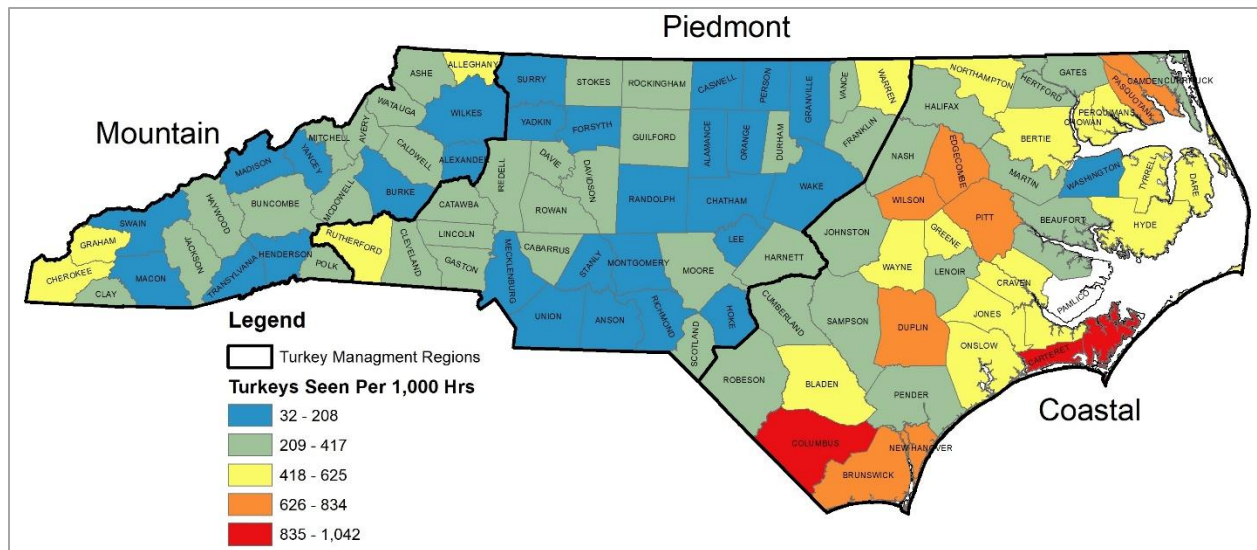 Piedmont
Mountain
Coastal
ALLEGHANY
ASHE
SURRY
STOKES
ROCKINGHAM
CASWELL
PERSON
GRANVILLE
VANCE
WARREN
NORTHAMPTON
HERTFORD
GATES
CAMDEN
CURRITUCK
PASQUOTANK
PERQUIMANS
CHOWAN
WATAUGA
WILKES
YADKIN
FORSYTH
GUILFORD
ALAMANCE
ORANGE
DURHAM
FRANKLIN
HALIFAX
BERTIE
MITCHELL
AVERY
CALDWELL
ALEXANDER
IREDELL
DAVIE
DAVIDSON
RANDOLPH
CHATHAM
WAKE
NASH
EDGECOMBE
MARTIN
WASHINGTON
TYRRELL
DARE
MADISON
YANCEY
BURKE
CATAWBA
ROWAN
WILSON
PITT
BEAUFORT
HYDE
SWAIN
HAYWOOD
BUNCOMBE
MCDOWELL
LINCOLN
CABARRUS
STANLY
MONTGOMERY
MOORE
LEE
HARNETT
JOHNSTON
GREENE
WAYNE
LENOIR
CRAVEN
PAMLICO
GRAHAM
CHEROKEE
CLAY
MACON
JACKSON
TRANSYLVANIA
HENDERSON
POLK
RUTHERFORD
CLEVELAND
GASTON
MECKLENBURG
UNION
ANSON
RICHMOND
HOKE
SCOTLAND
CUMBERLAND
SAMPSON
DUPLIN
JONES
ONSLOW
CARTERET
ROBESON
BLADEN
PENDER
COLUMBUS
BRUNSWICK
NEW HANOVER
Legend
Turkey Managment Regions
Turkeys Seen Per 1,000 Hrs
32 - 208
209 - 417
418 - 625
626 - 834
835 - 1,042